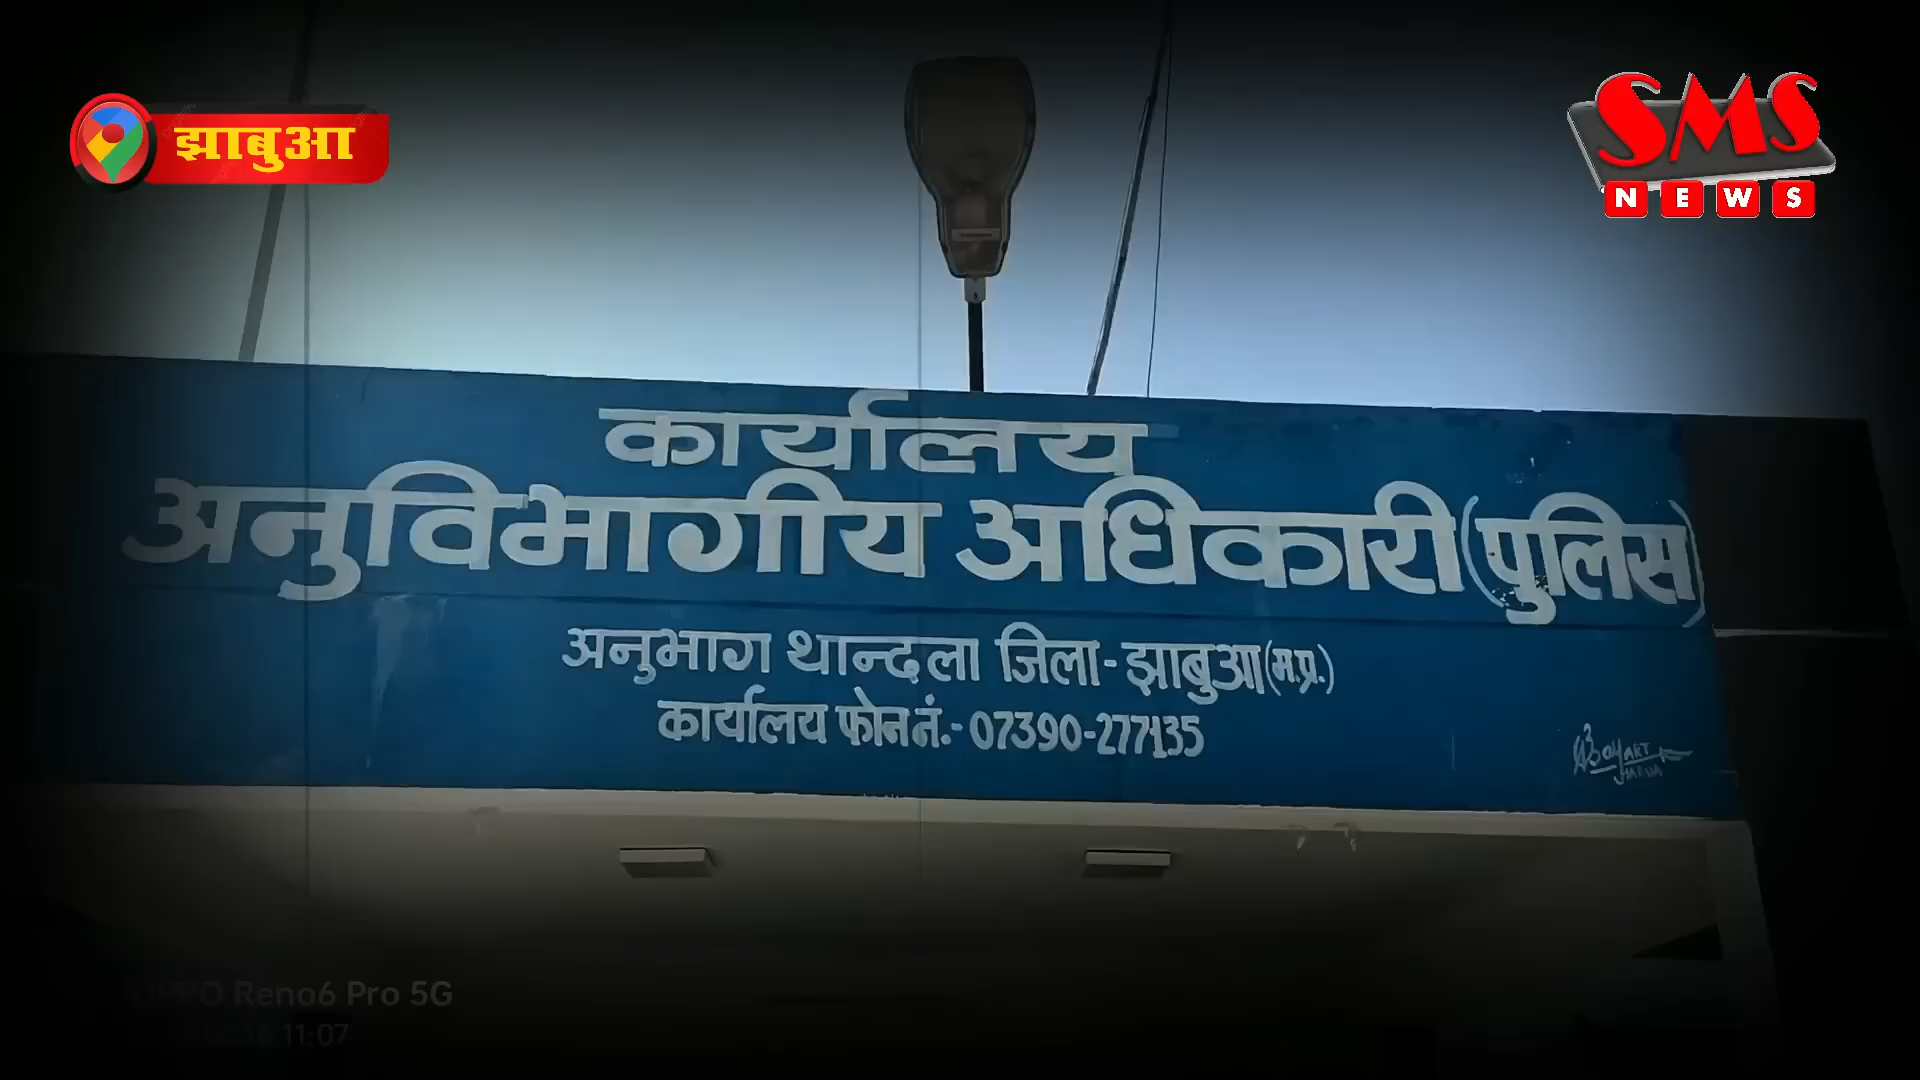 झाबुआ
SMS
NEWS
कार्यालय
अनुविभागीय अधिकारी (पुलिस)
अनुभाग थान्दला जिला - झाबुआ (म.प्र.)
कार्यालय फोन नं.- 07390-277135
Reno6 Pro 5G
11:07